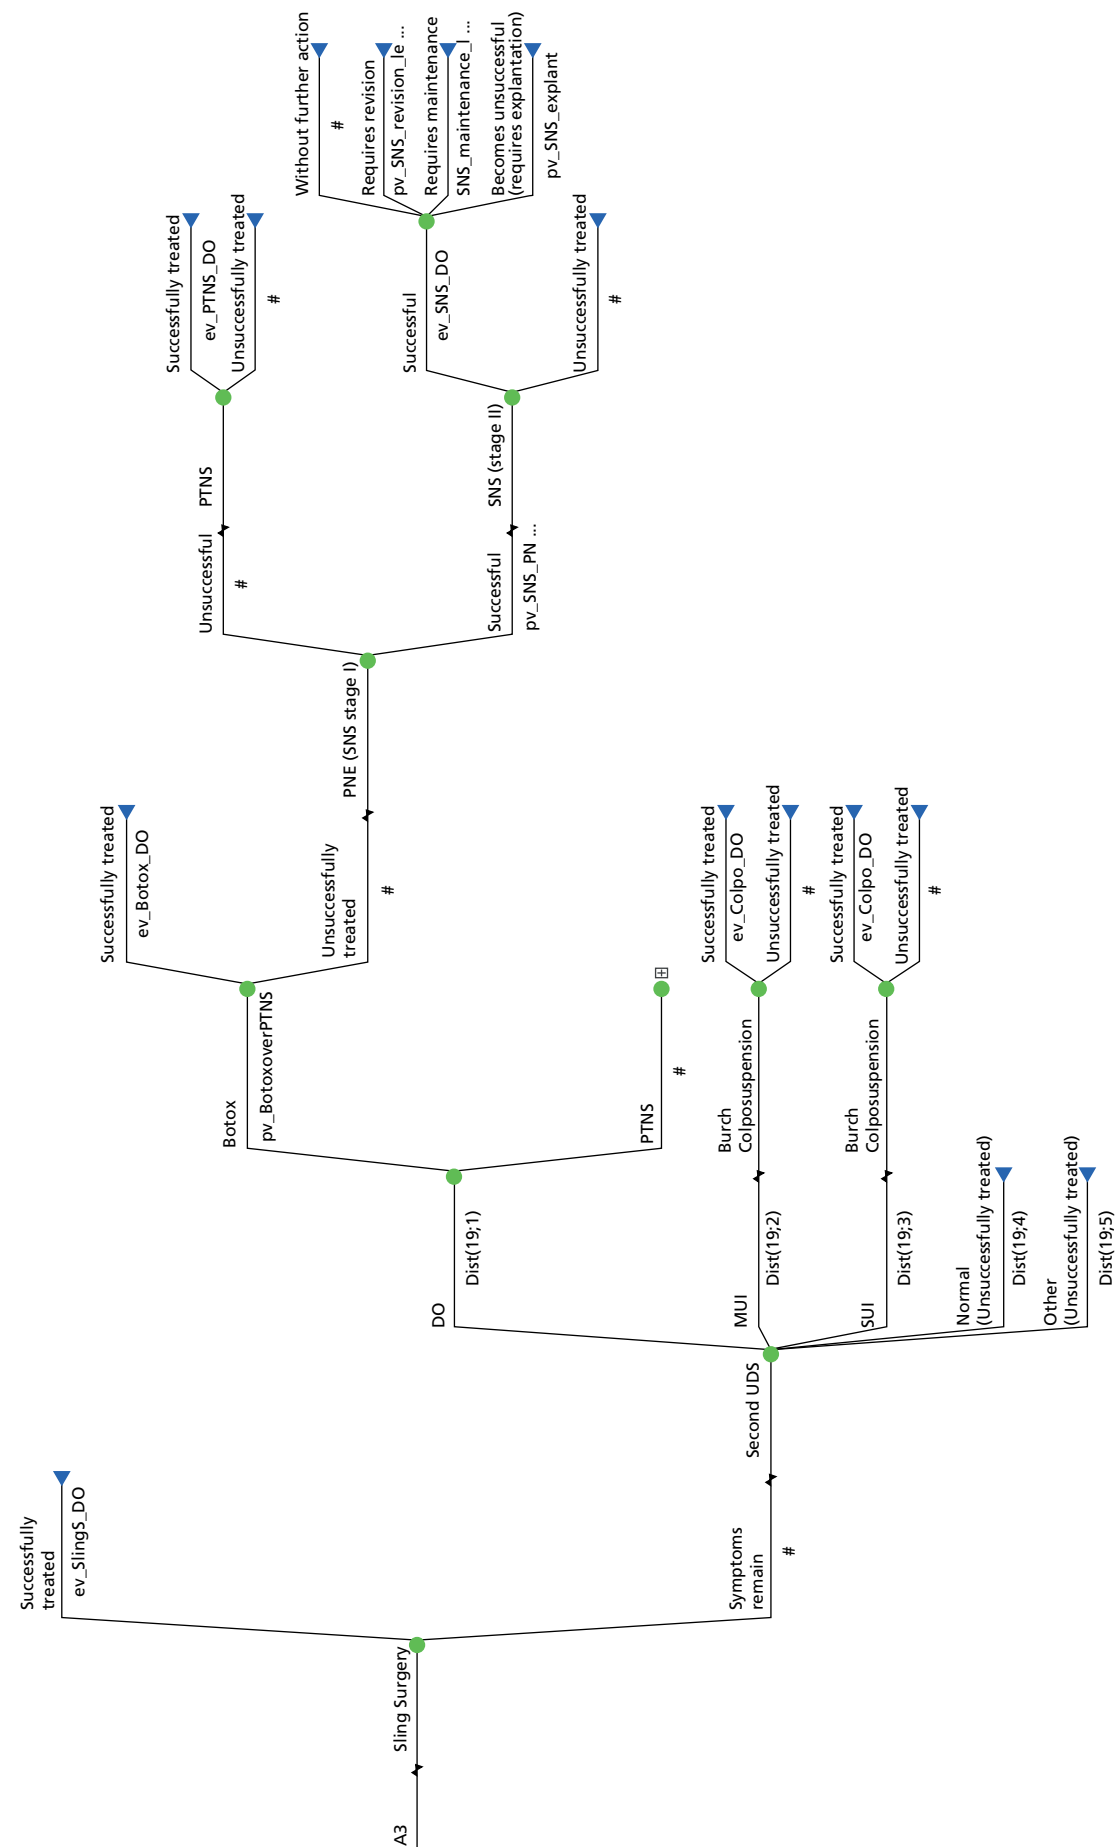 A3
Sling Surgery
Successfully
treated
ev_SlingS_DO
Symptoms
remain
#
Second UDS
DO
Dist(19;1)
Botox
pv_BotoxoverPTNS
Successfully treated
ev_Botox_DO
Unsuccessfully
treated
#
PNE (SNS stage I)
Unsuccessful
#
PTNS
Successfully treated
ev_PTNS_DO
Unsuccessfully treated
#
Successful
pv_SNS_PN ...
SNS (stage II)
Successful
ev_SNS_DO
Without further action
#
Requires revision
pv_SNS_revision_le ...
Requires maintenance
SNS_maintenance_l ...
Becomes unsuccessful
(requires explantation)
pv_SNS_explant
Unsuccessfully treated
#
PTNS
#
MUI
Dist(19;2)
Burch
Colposuspension
Successfully treated
ev_Colpo_DO
Unsuccessfully treated
#
SUI
Dist(19;3)
Burch
Colposuspension
Successfully treated
ev_Colpo_DO
Unsuccessfully treated
#
Normal
(Unsuccessfully treated)
Dist(19;4)
Other
(Unsuccessfully treated)
Dist(19;5)